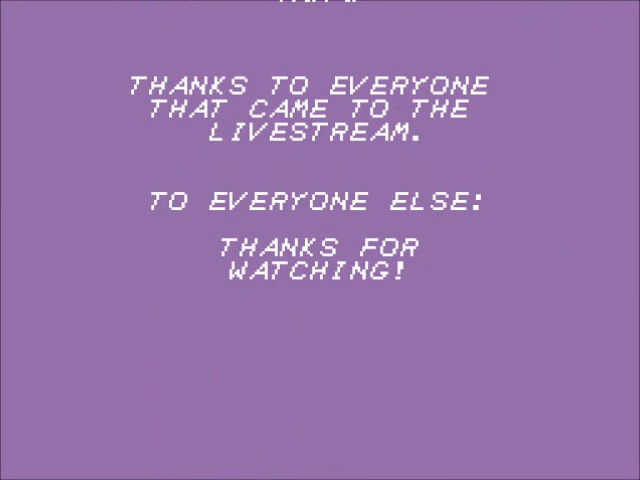 THANKS TO EVERYONE
THAT CAME TO THE
LIVESTREAM.
TO EVERYONE ELSE:
THANKS FOR
WATCHING!